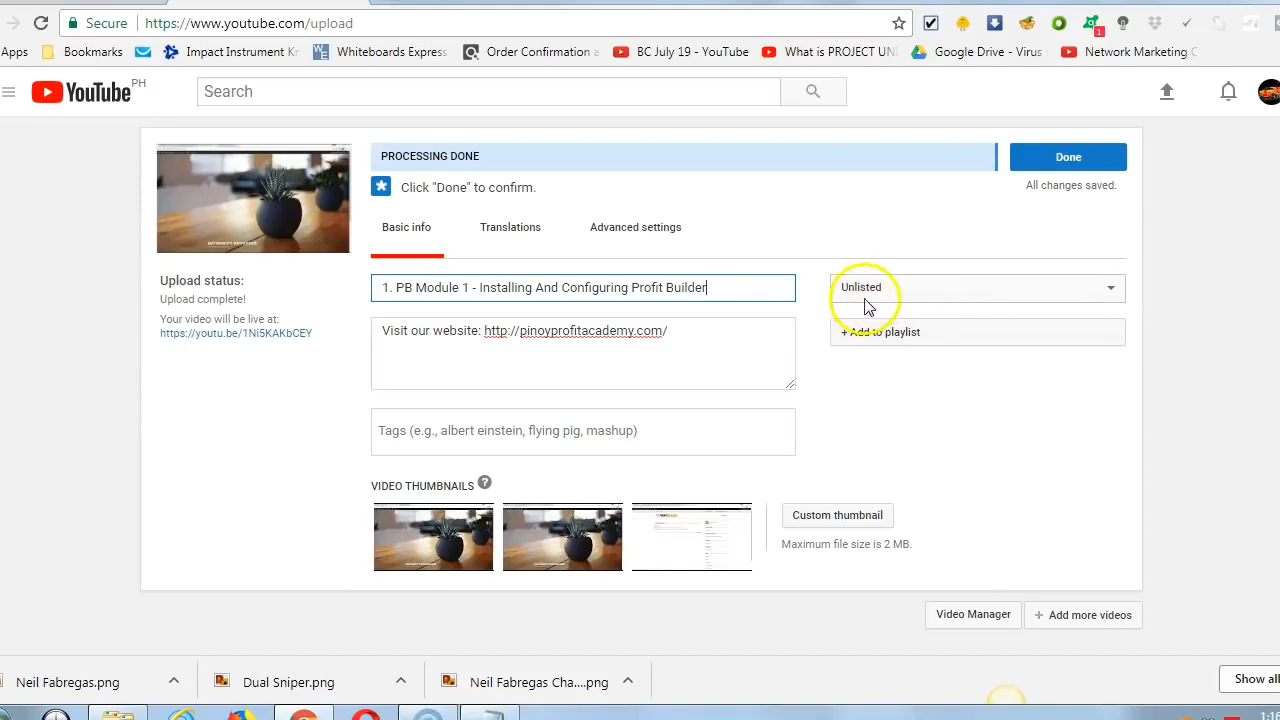 Secure https://www.youtube.com/upload
Apps Bookmarks Impact Instrument Kr Whiteboards Express Order Confirmation a BC July 19 - YouTube What is PROJECT UNI Google Drive - Virus Network Marketing C
1
YouTube PH
Search
PROCESSING DONE
Done
Click "Done" to confirm.
All changes saved.
Basic info Translations Advanced settings
Upload status:
Upload complete!
Your video will be live at:
https://youtu.be/1Ni5KAKbCEY
1. PB Module 1 - Installing And Configuring Profit Builder
Unlisted
Visit our website: http://pinoyprofitacademy.com/
+ Add to playlist
Tags (e.g., albert einstein, flying pig, mashup)
VIDEO THUMBNAILS ?
Custom thumbnail
Maximum file size is 2 MB.
Video Manager + Add more videos
Neil Fabregas.png Dual Sniper.png Neil Fabregas Cha....png Show all